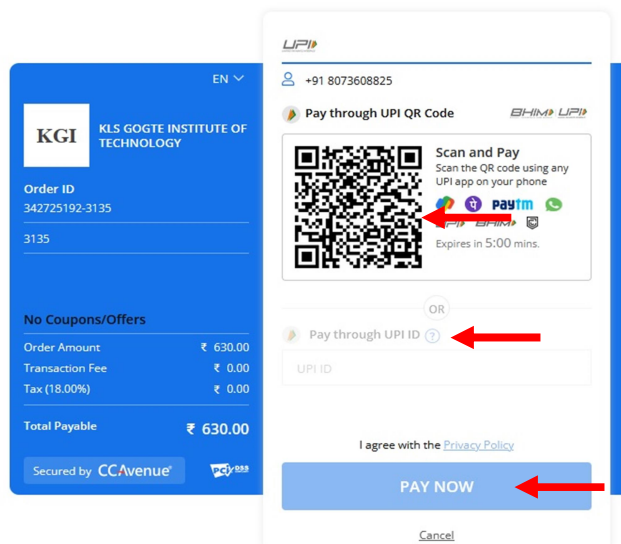 EN
KGI
KLS GOGTE INSTITUTE OF
TECHNOLOGY
Order ID
342725192-3135
3135
No Coupons/Offers
Order Amount ₹ 630.00
Transaction Fee ₹ 0.00
Tax (18.00%) ₹ 0.00
Total Payable ₹ 630.00
Secured by CCAvenue
PCI DSS
UPI
+91 8073608825
Pay through UPI QR Code BHIM UPI
Scan and Pay
Scan the QR code using any
UPI app on your phone
Paytm
UPI BHIM
Expires in 5:00 mins.
OR
Pay through UPI ID ?
UPI ID
I agree with the Privacy Policy
PAY NOW
Cancel